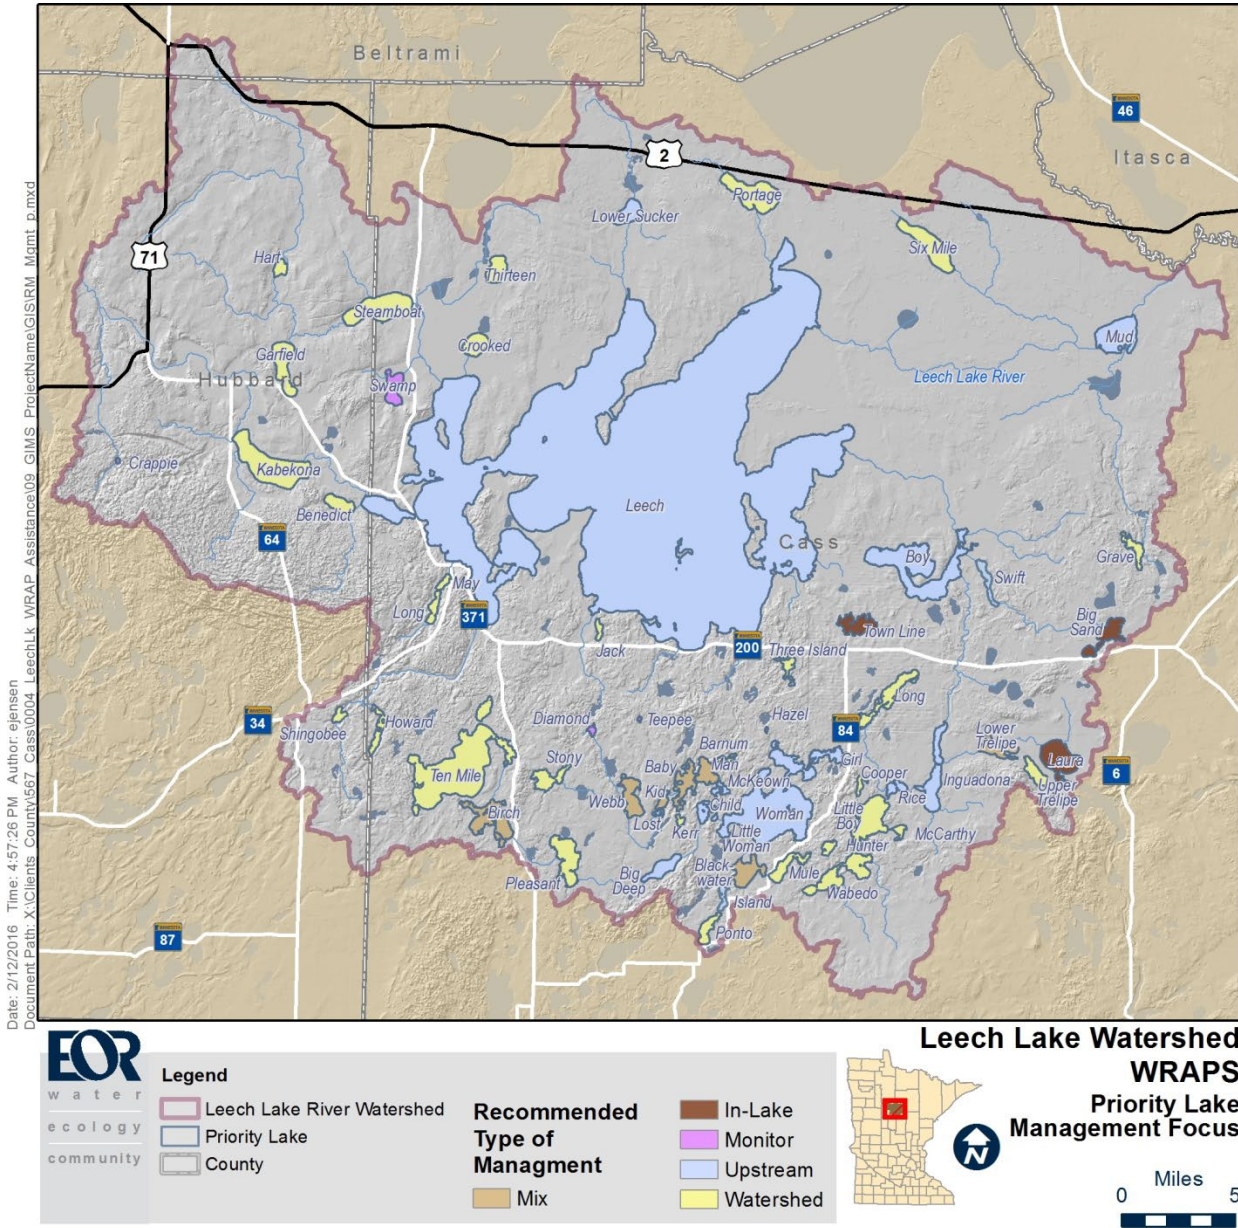 Beltrami
46
Itasca
2
Portage
Lower Sucker
Six Mile
71
Hart
Thirteen
Steamboat
Mud
Crooked
Garfield
Hubbard
Swamp
Leech Lake River
Crappie
Kabekona
Leech
Benedict
64
Cass
Boy
Grave
Swift
May
Long
371
Big
Sand
Town Line
200
Jack
Three Island
Long
34
Howard
Shingobee
Diamond
Teepee
Hazel
84
Lower
Trelipe
Laura
6
Barnum
Stony
Baby
Man
Girl
Ten Mile
McKeown
Cooper
Inguadona
Upper
Trelipe
Webb
Kid
Child
Woman
Rice
Birch
Lost
Little
Boy
McCarthy
Kerr
Little
Woman
Hunter
Pleasant
Big
Deep
Black
water
Mule
Wabedo
Island
87
Ponto
Date: 2/12/2016 Time: 4:57:26 PM Author: ejensen
Document Path: X:\Clients_County\567_Cass\0004_LeechLk_WRAP_Assistance\09_GIMS_ProjectName\GIS\RM_Mgmt_p.mxd
EOR
water
ecology
community
Legend
Leech Lake River Watershed
Priority Lake
County
Recommended
Type of
Managment
Mix
In-Lake
Monitor
Upstream
Watershed
Leech Lake Watershed
WRAPS
Priority Lake
Management Focus
N
Miles
0 5